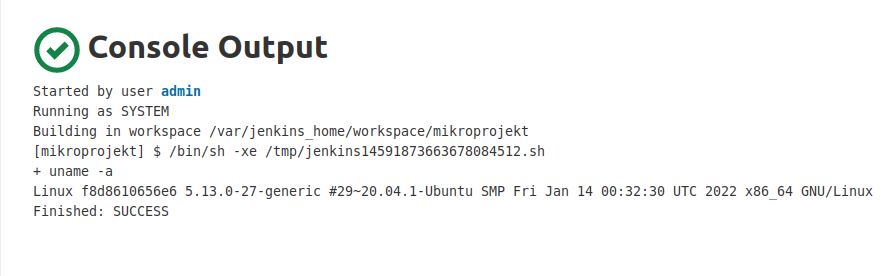 Console Output
Started by user admin
Running as SYSTEM
Building in workspace /var/jenkins_home/workspace/mikroprojekt
[mikroprojekt] $ /bin/sh -xe /tmp/jenkins14591873663678084512.sh
+ uname -a
Linux f8d8610656e6 5.13.0-27-generic #29~20.04.1-Ubuntu SMP Fri Jan 14 00:32:30 UTC 2022 x86_64 GNU/Linux
Finished: SUCCESS